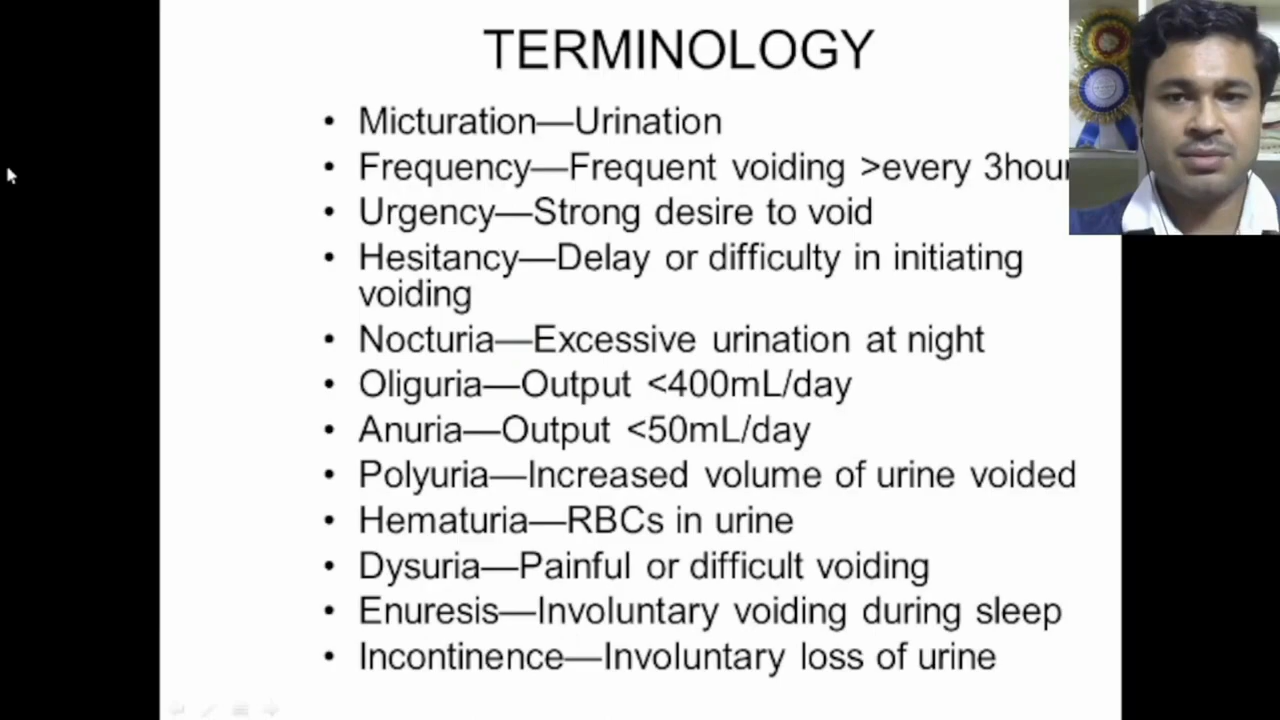 TERMINOLOGY
• Micturation—Urination
• Frequency—Frequent voiding >every 3hour
• Urgency—Strong desire to void
• Hesitancy—Delay or difficulty in initiating
voiding
• Nocturia—Excessive urination at night
• Oliguria—Output <400mL/day
• Anuria—Output <50mL/day
• Polyuria—Increased volume of urine voided
• Hematuria—RBCs in urine
• Dysuria—Painful or difficult voiding
• Enuresis—Involuntary voiding during sleep
• Incontinence—Involuntary loss of urine